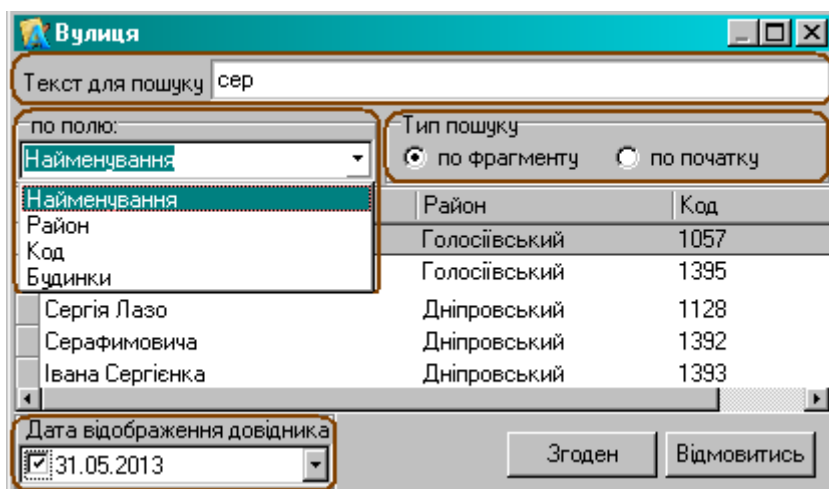 Вулиця
Текст для пошуку сер
по полю:
Тип пошуку
Найменування
по фрагменту по початку
Найменування
Район
Код
Будинки
Район Код
Голосіївський 1057
Голосіївський 1395
Сергія Лазо Дніпровський 1128
Серафимовича Дніпровський 1392
Івана Сергієнка Дніпровський 1393
Дата відображення довідника
31.05.2013
Згоден Відмовитись